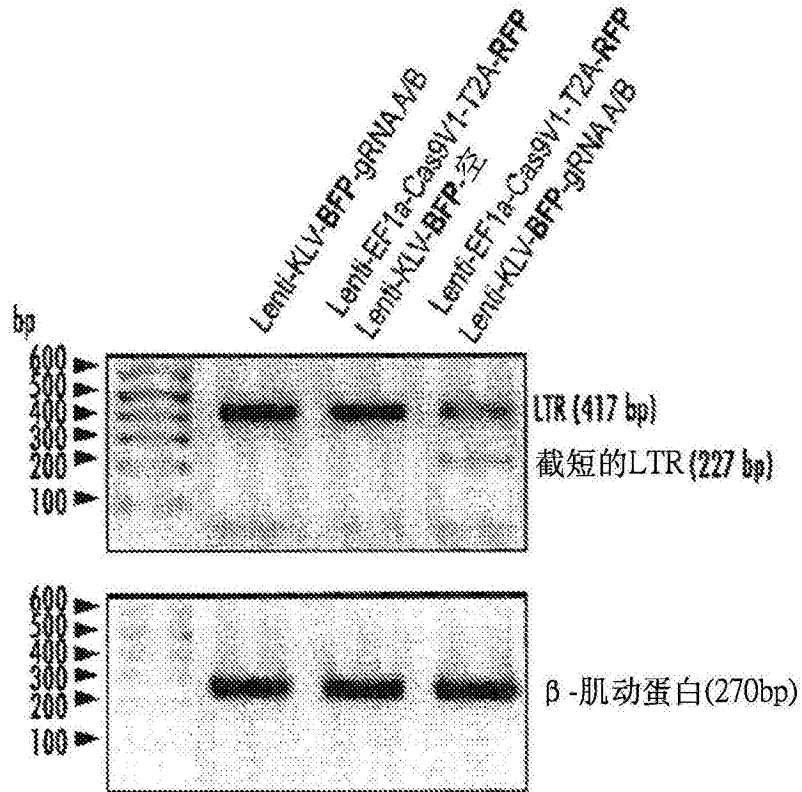 Lenti-KLV-BFP-gRNA.A/B
Lenti-EF1a-Cas9V1-T2A-RFP
Lenti-KLV-BFP-空
Lenti-EF1a-Cas9V1-T2A-RFP
Lenti-KLV-BFP-gRNA.A/B
bp
600
500
400
300
200
100
LTR (417 bp)
截短的LTR (227 bp)
600
500
400
300
200
100
β-肌动蛋白(270bp)